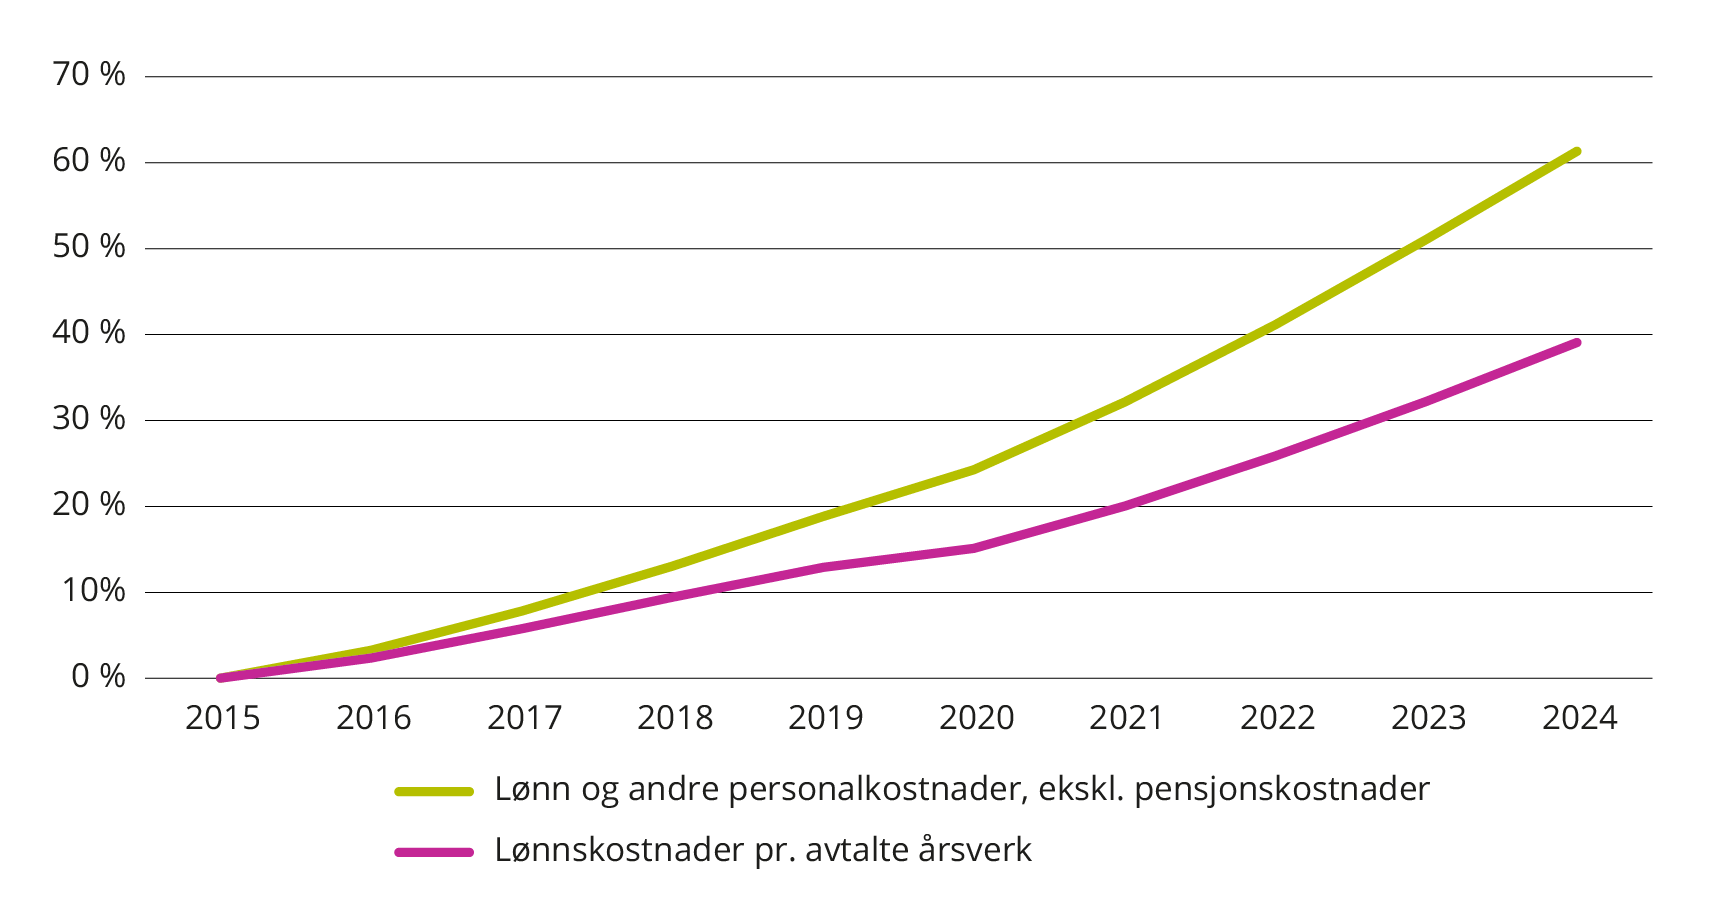 70 %
60 %
50 %
40 %
30 %
20 %
10%
0 %
2015 2016 2017 2018 2019 2020 2021 2022 2023 2024
Lønn og andre personalkostnader, ekskl. pensjonskostnader
Lønnskostnader pr. avtalte årsverk